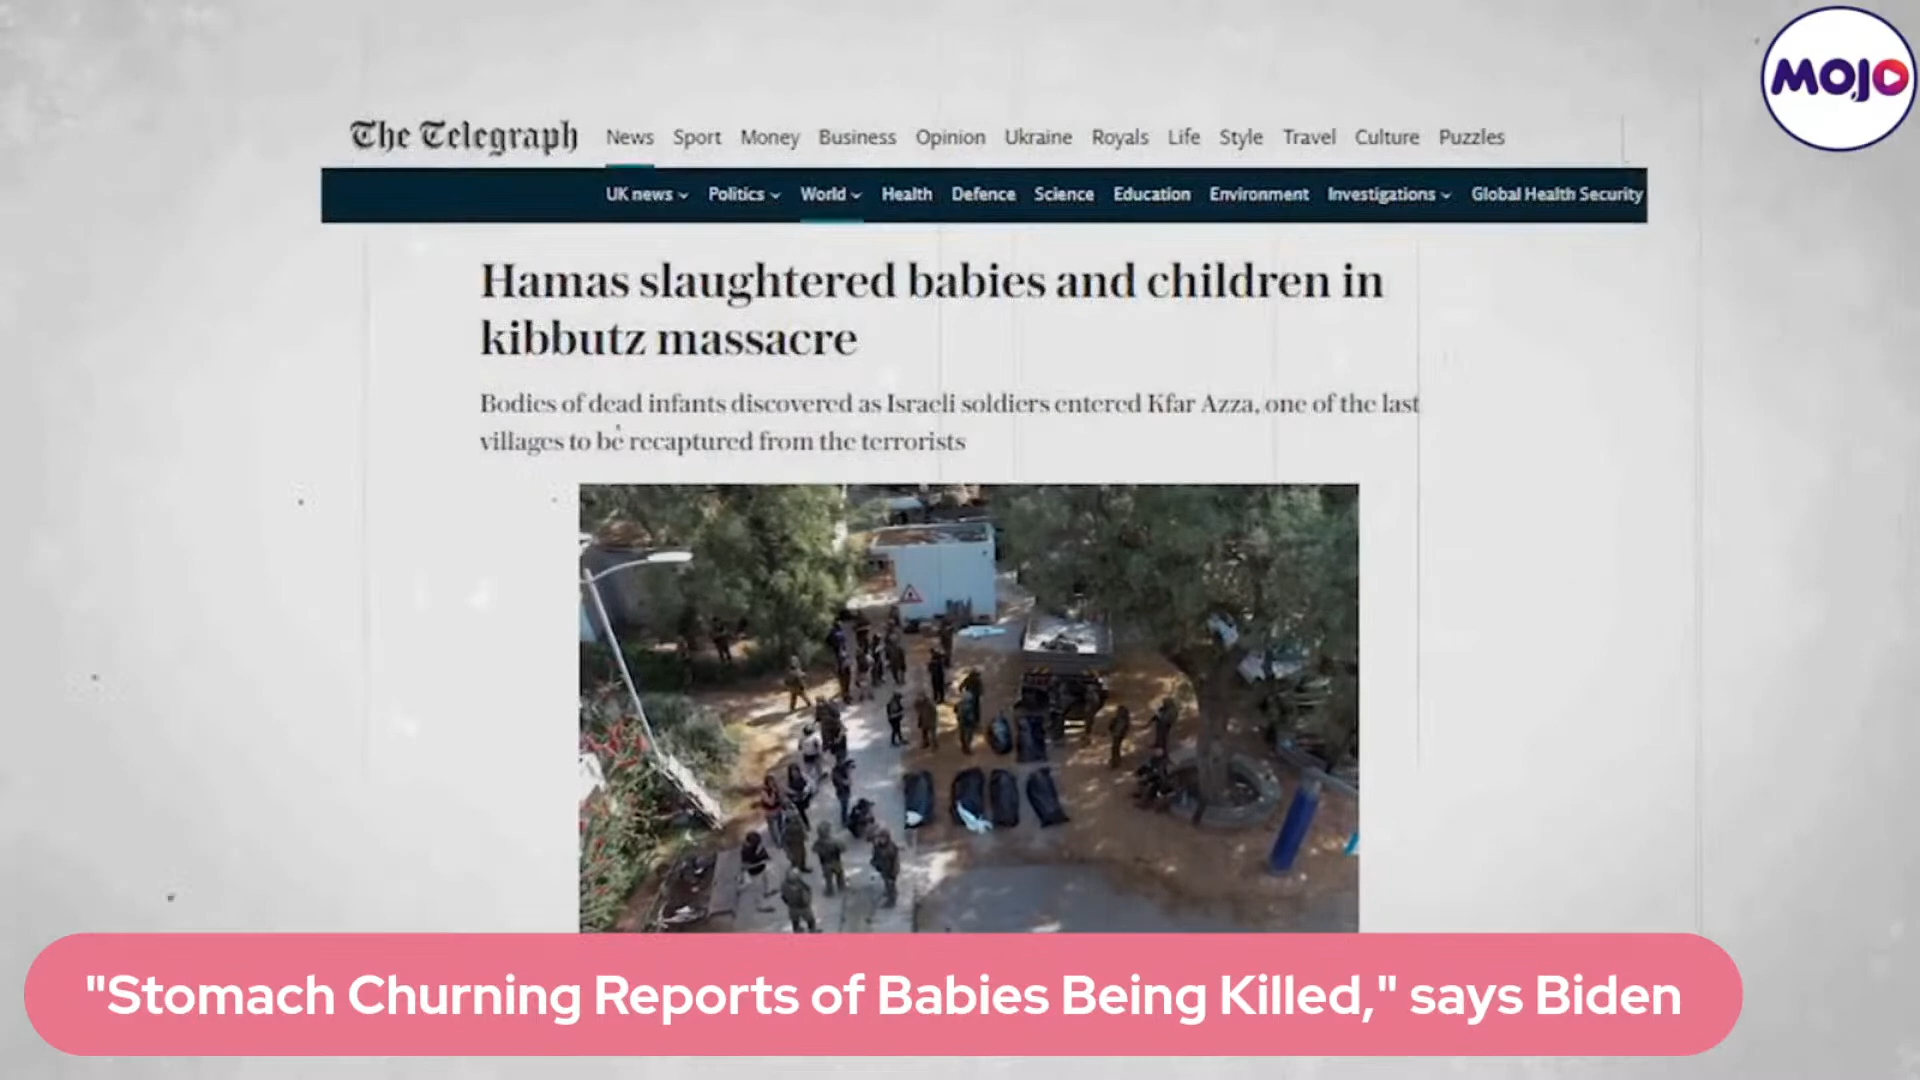 MOJO
The Telegraph News Sport Money Business Opinion Ukraine Royals Life Style Travel Culture Puzzles
UK news Politics World Health Defence Science Education Environment Investigations Global Health Security
Hamas slaughtered babies and children in
kibbutz massacre
Bodies of dead infants discovered as Israeli soldiers entered Kfar Azza, one of the last
villages to be recaptured from the terrorists
"Stomach Churning Reports of Babies Being Killed," says Biden